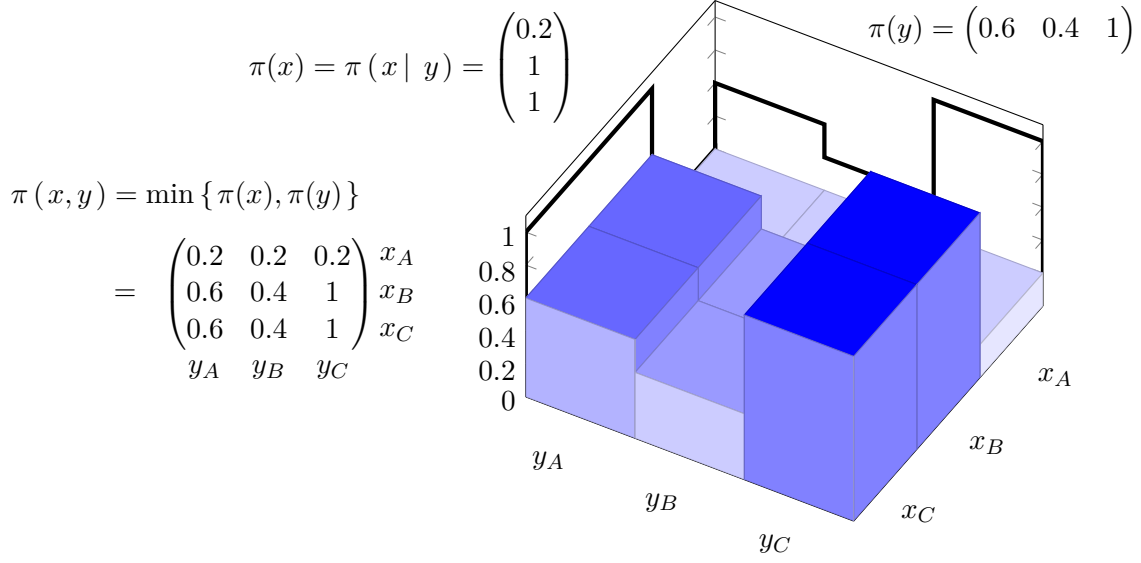 π(y) = (0.6 0.4 1)
π(x) = π(x | y) = (0.2
1
1)
π(x, y) = min{π(x), π(y)}
= (0.2 0.2 0.2) x_A
(0.6 0.4 1) x_B
(0.6 0.4 1) x_C
y_A y_B y_C
1
0.8
0.6
0.4
0.2
0
y_A
y_B
y_C
x_C
x_B
x_A